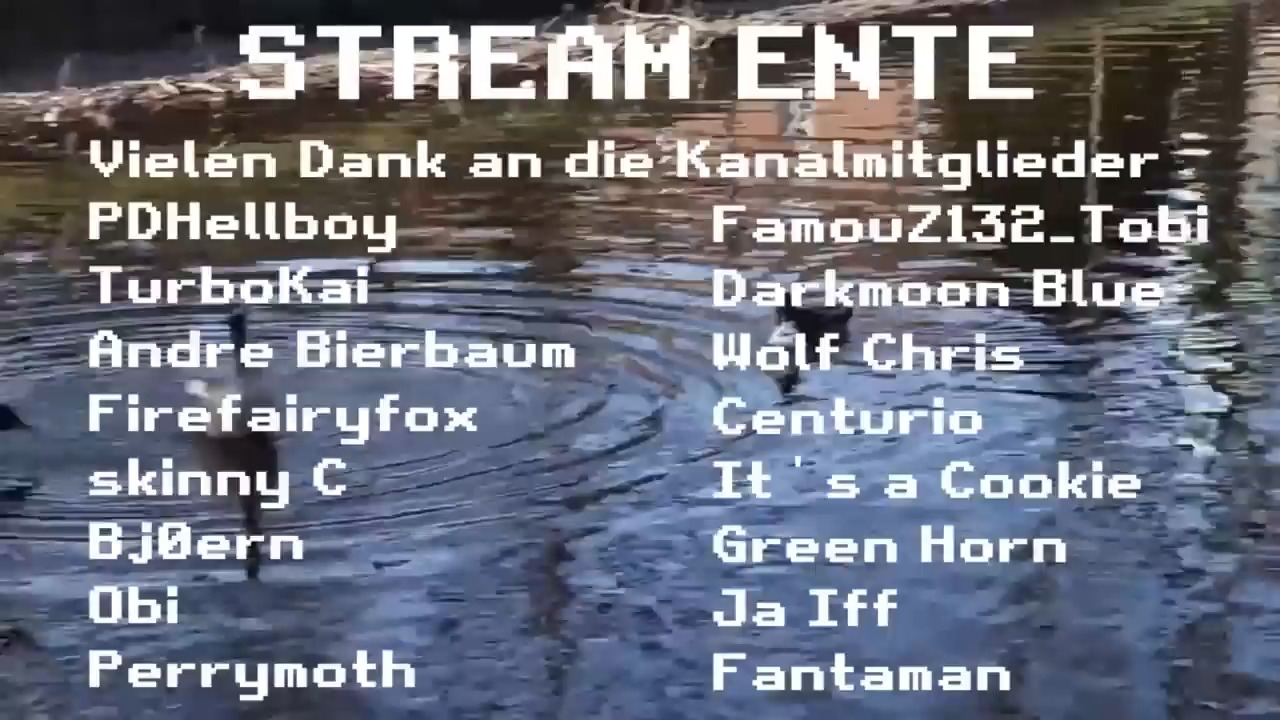 STREAM ENTE
Vielen Dank an die Kanalmitglieder
PDHellboy
TurboKai
Andre Bierbaum
Firefairyfox
skinny C
BjØern
Obi
Perrymoth
FamouZ132_Tobi
Darkmoon Blue
Wolf Chris
Centurio
It's a Cookie
Green Horn
Ja Iff
Fantaman